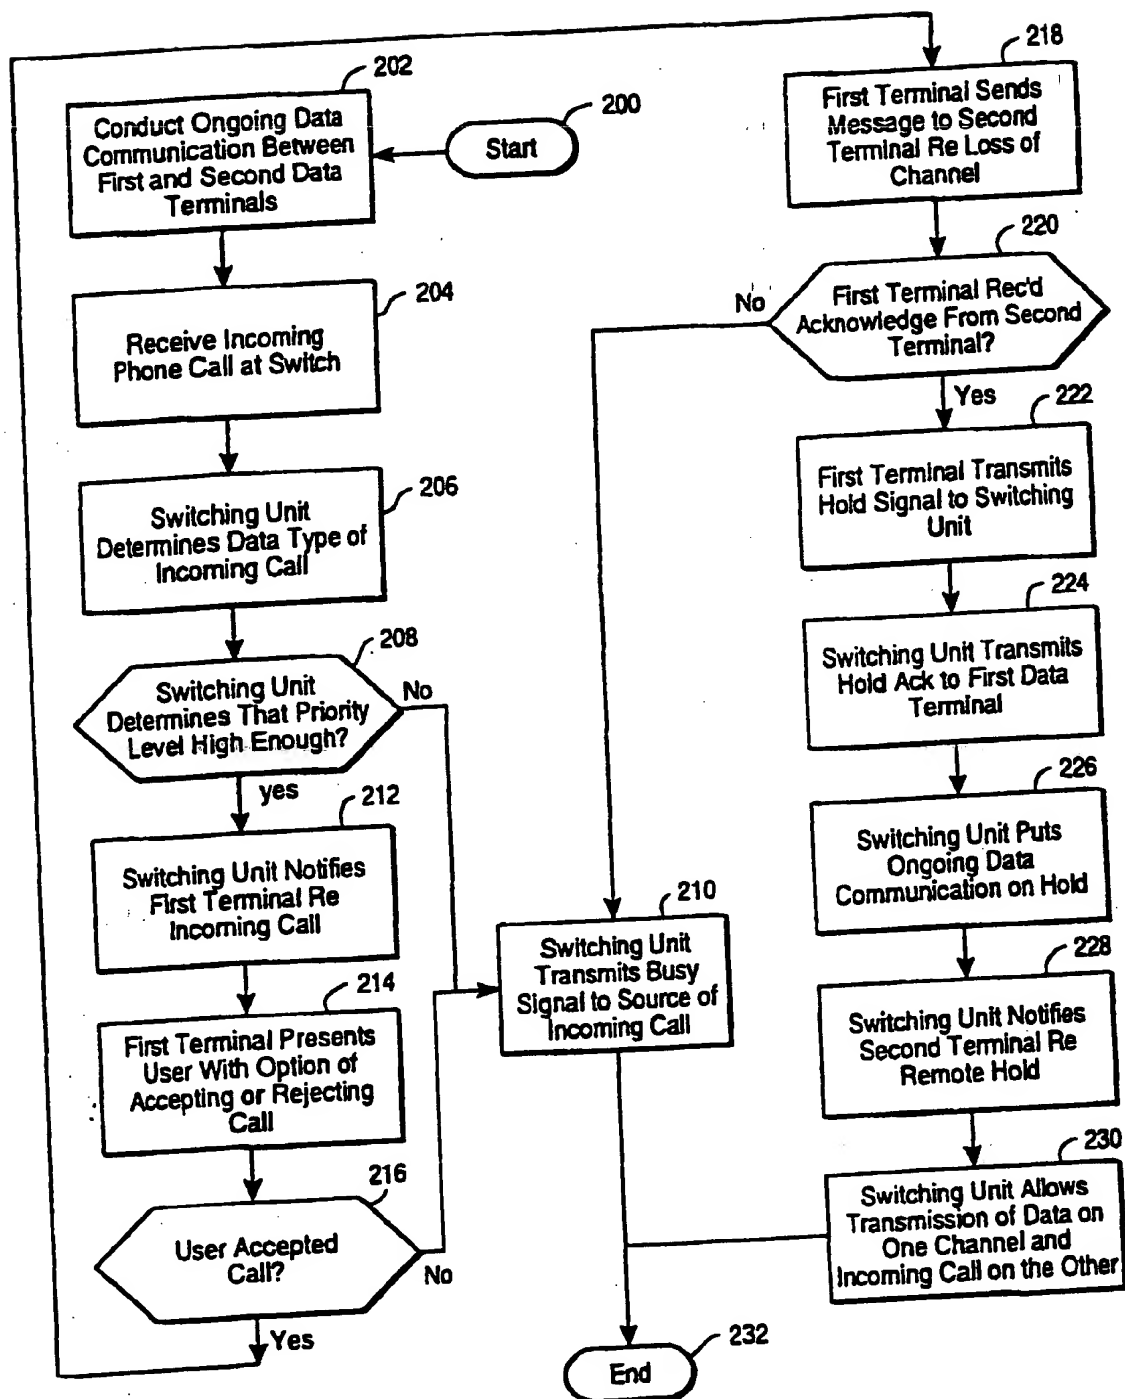 202
Conduct Ongoing Data
Communication Between
First and Second Data
Terminals
200
Start
204
Receive Incoming
Phone Call at Switch
206
Switching Unit
Determines Data Type of
Incoming Call
208
Switching Unit
Determines That Priority
Level High Enough?
No
yes
212
Switching Unit Notifies
First Terminal Re
Incoming Call
214
First Terminal Presents
User With Option of
Accepting or Rejecting
Call
216
User Accepted
Call?
No
Yes
210
Switching Unit
Transmits Busy
Signal to Source of
Incoming Call
218
First Terminal Sends
Message to Second
Terminal Re Loss of
Channel
220
First Terminal Rec'd
Acknowledge From Second
Terminal?
No
Yes
222
First Terminal Transmits
Hold Signal to Switching
Unit
224
Switching Unit Transmits
Hold Ack to First Data
Terminal
226
Switching Unit Puts
Ongoing Data
Communication on Hold
228
Switching Unit Notifies
Second Terminal Re
Remote Hold
230
Switching Unit Allows
Transmission of Data on
One Channel and
Incoming Call on the Other
232
End